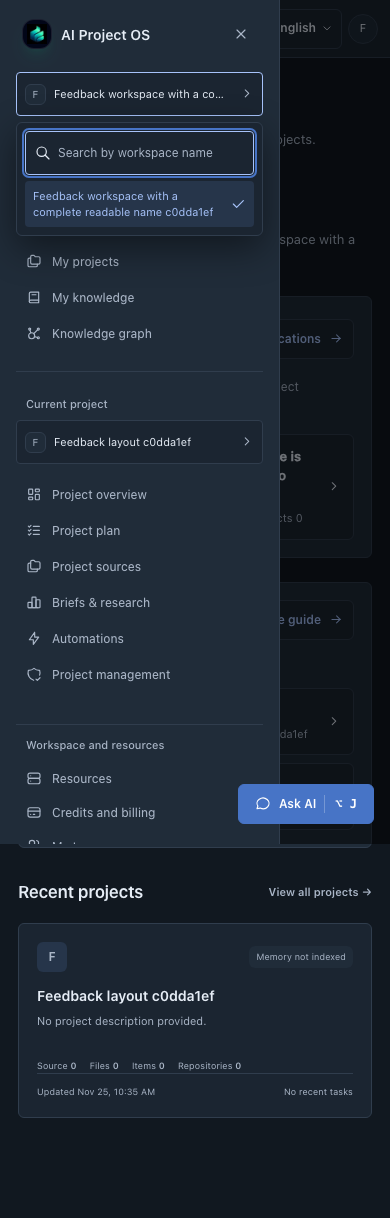 AI Project OS
nglish
F
F
Feedback workspace with a co...
Search by workspace name
Feedback workspace with a
complete readable name c0dda1ef
jects.
space with a
My projects
My knowledge
Knowledge graph
cations
ject
Current project
F
Feedback layout c0dda1ef
e is
o
cts 0
Project overview
Project plan
Project sources
Briefs & research
Automations
Project management
e guide
da1ef
Workspace and resources
Resources
Credits and billing
Ask AI
⌥ J
Recent projects
View all projects →
F
Memory not indexed
Feedback layout c0dda1ef
No project description provided.
Source 0 Files 0 Items 0 Repositories 0
Updated Nov 25, 10:35 AM
No recent tasks